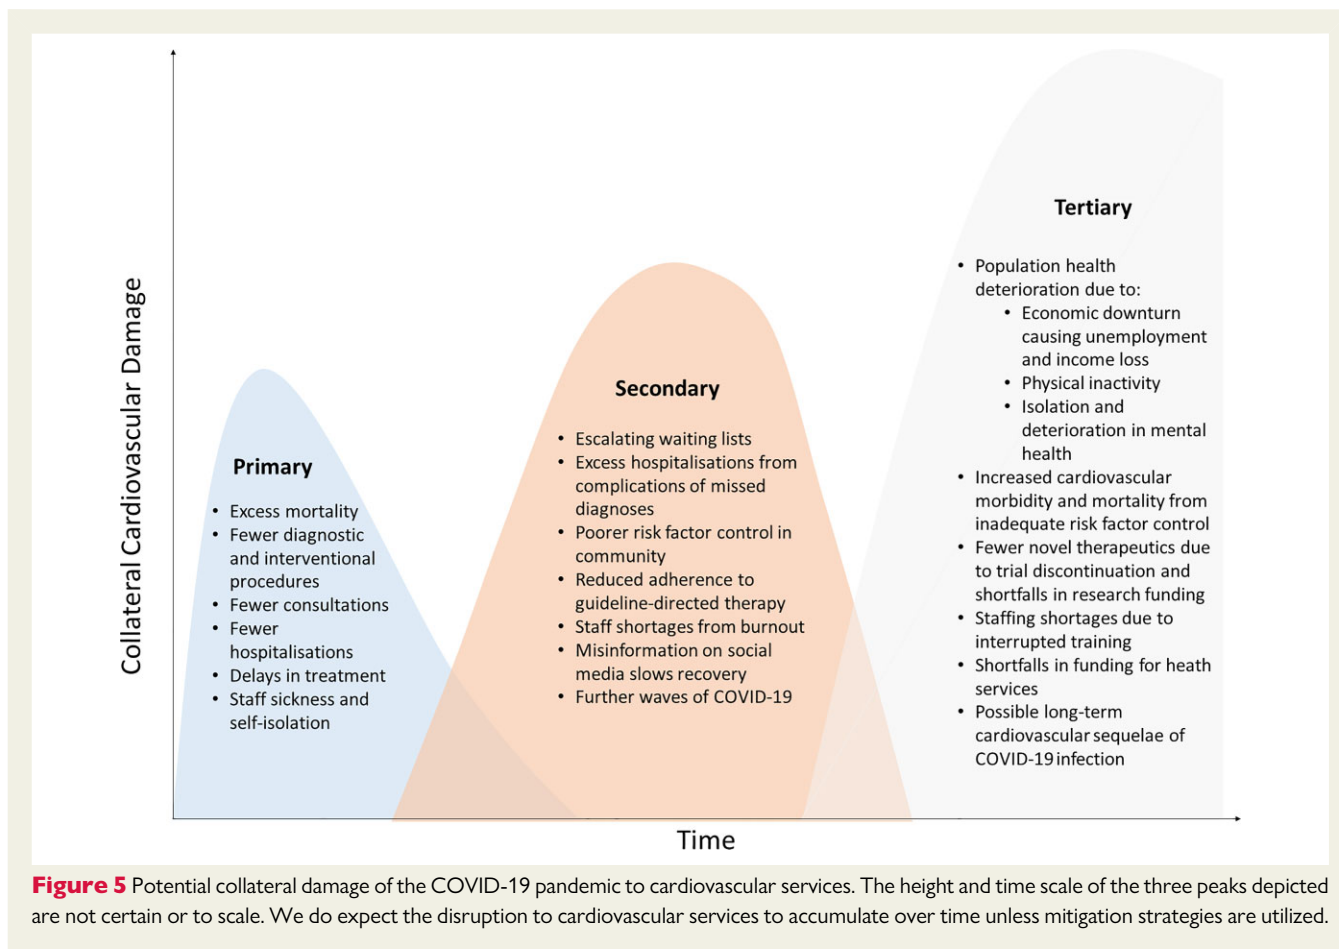 Collateral Cardiovascular Damage
Primary
• Excess mortality
• Fewer diagnostic
and interventional
procedures
• Fewer consultations
• Fewer
hospitalisations
• Delays in treatment
• Staff sickness and
self-isolation
Secondary
• Escalating waiting lists
• Excess hospitalisations from
complications of missed
diagnoses
• Poorer risk factor control in
community
• Reduced adherence to
guideline-directed therapy
• Staff shortages from burnout
• Misinformation on social
media slows recovery
• Further waves of COVID-19
Tertiary
• Population health
deterioration due to:
• Economic downturn
causing unemployment
and income loss
• Physical inactivity
• Isolation and
deterioration in mental
health
• Increased cardiovascular
morbidity and mortality from
inadequate risk factor control
• Fewer novel therapeutics due
to trial discontinuation and
shortfalls in research funding
• Staffing shortages due to
interrupted training
• Shortfalls in funding for heath
services
• Possible long-term
cardiovascular sequelae of
COVID-19 infection
Time
Figure 5 Potential collateral damage of the COVID-19 pandemic to cardiovascular services. The height and time scale of the three peaks depicted
are not certain or to scale. We do expect the disruption to cardiovascular services to accumulate over time unless mitigation strategies are utilized.